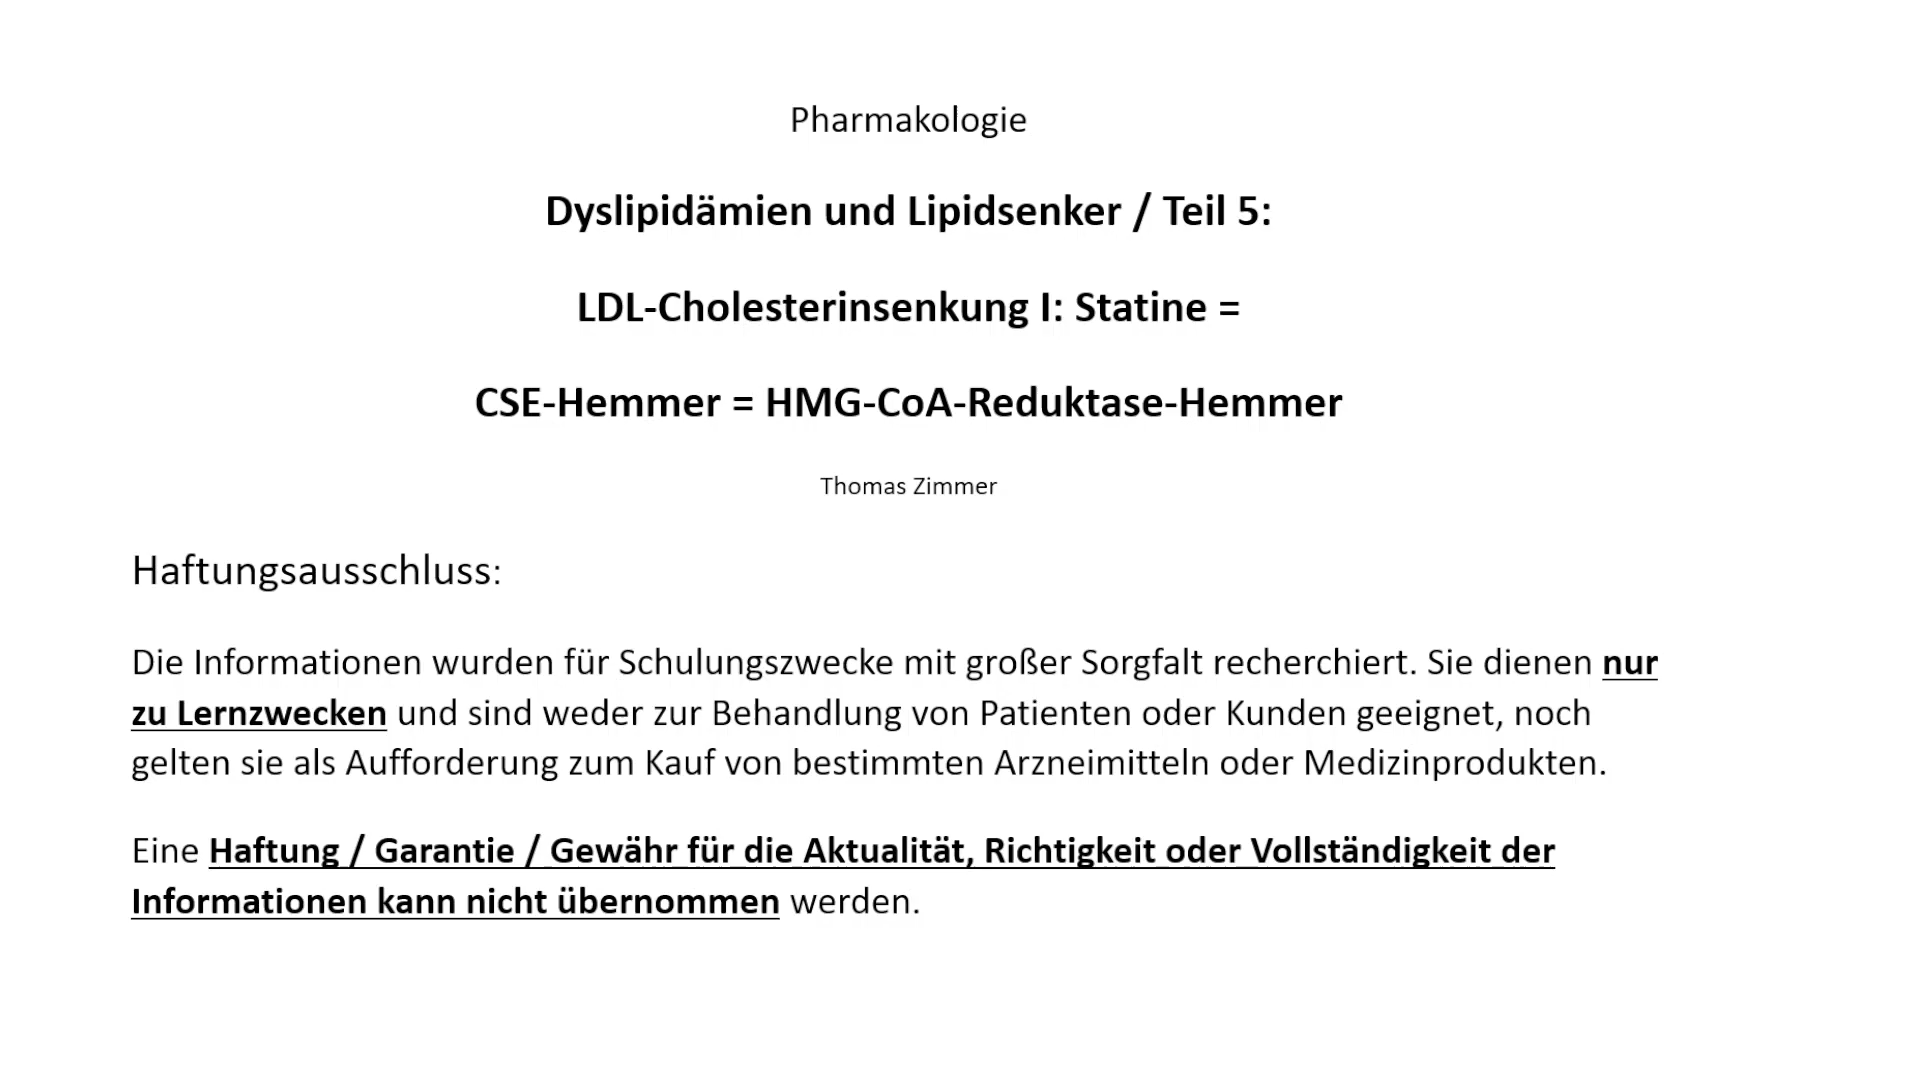 Pharmakologie
Dyslipidämien und Lipidsenker / Teil 5:
LDL-Cholesterinsenkung I: Statine =
CSE-Hemmer = HMG-CoA-Reduktase-Hemmer
Thomas Zimmer
Haftungsausschluss:
Die Informationen wurden für Schulungszwecke mit großer Sorgfalt recherchiert. Sie dienen nur
zu Lernzwecken und sind weder zur Behandlung von Patienten oder Kunden geeignet, noch
gelten sie als Aufforderung zum Kauf von bestimmten Arzneimitteln oder Medizinprodukten.
Eine Haftung / Garantie / Gewähr für die Aktualität, Richtigkeit oder Vollständigkeit der
Informationen kann nicht übernommen werden.